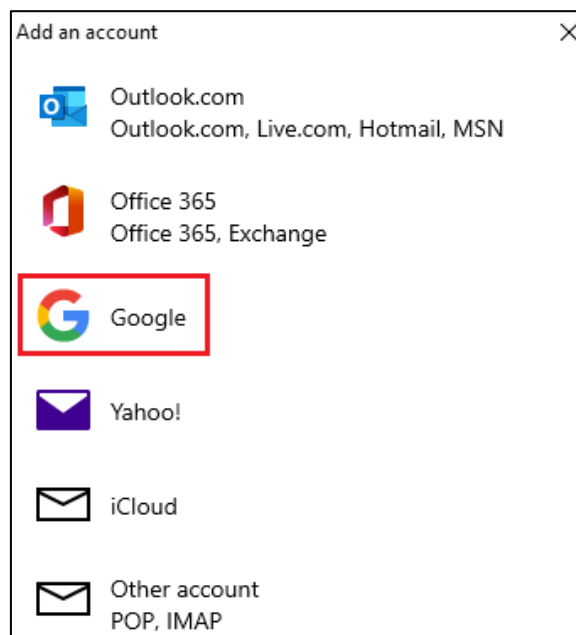 Add an account
Outlook.com
Outlook.com, Live.com, Hotmail, MSN
Office 365
Office 365, Exchange
Google
Yahoo!
iCloud
Other account
POP, IMAP